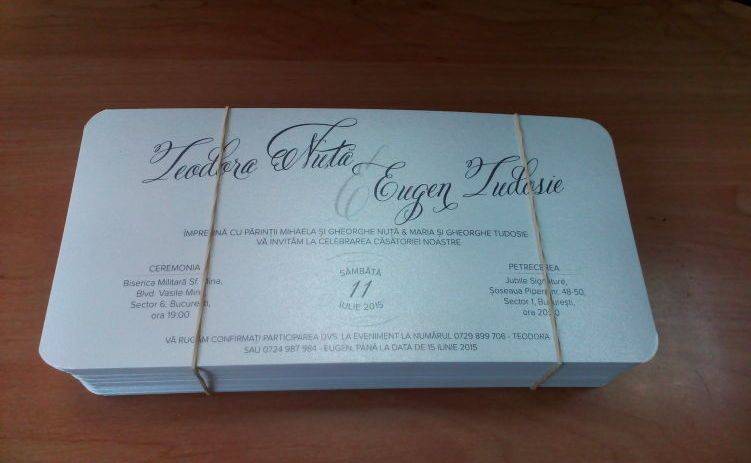 Teodora Nuță
&
Eugen Tudosie
ÎMPREUNĂ CU PĂRINȚII MIHAELA ȘI GHEORGHE NUȚĂ & MARIA ȘI GHEORGHE TUDOSIE
VĂ INVITĂM LA CELEBRAREA CĂSĂTORIEI NOASTRE
CEREMONIA
Biserica Militară
Blvd. Vasile
Sector 6, București,
ora 19:00
SÂMBĂTĂ
11
IULIE 2015
PETRECEREA
Jubile Signature,
Șoseaua Pipera nr. 48-50,
Sector 1, București,
ora
VĂ RUGĂM CONFIRMAȚI PARTICIPAREA DVS. LA EVENIMENT LA NUMĂRUL 0729 899 706 - TEODORA
SAU 0724 987 984 - EUGEN, PÂNĂ LA DATA DE 15 IUNIE 2015